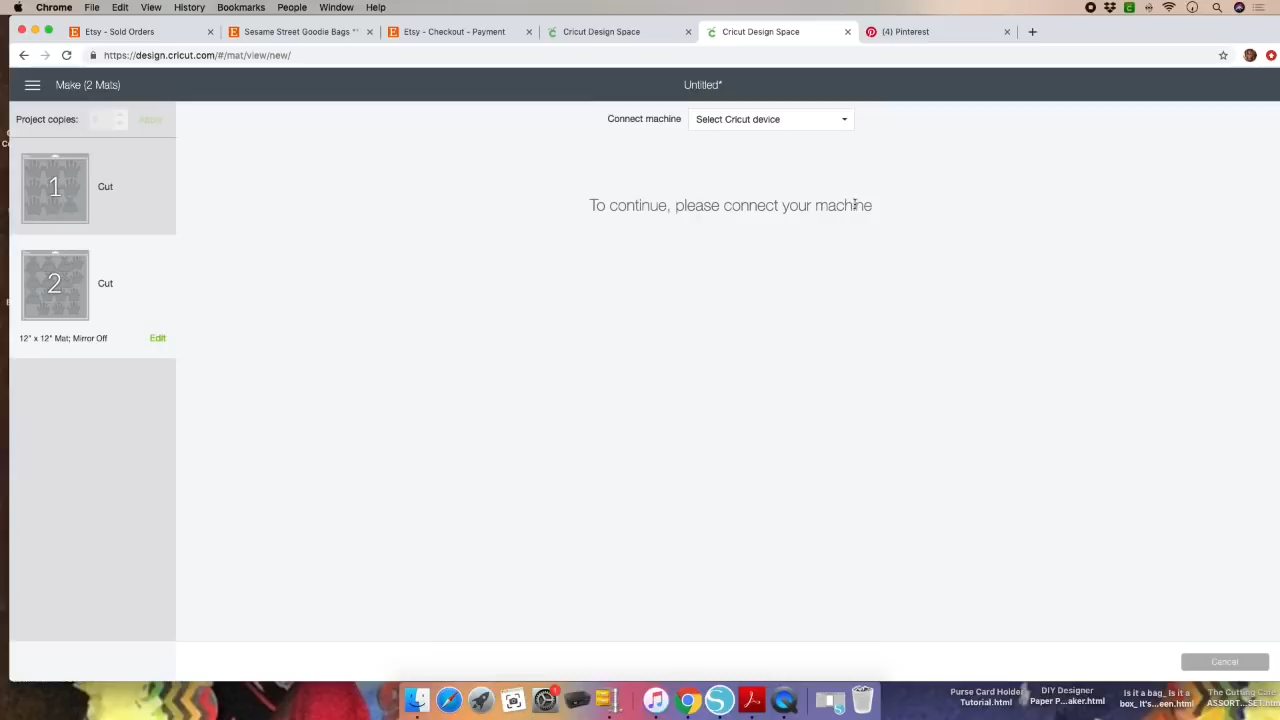 Chrome File Edit View History Bookmarks People Window Help
Etsy - Sold Orders
Sesame Street Goodie Bags
Etsy - Checkout - Payment
Cricut Design Space
Cricut Design Space
(4) Pinterest
https://design.cricut.com/#/mat/view/new/
Make (2 Mats)
Untitled*
Project copies:
Connect machine
Select Cricut device
To continue, please connect your machine
1
Cut
2
Cut
12" x 12" Mat; Mirror Off
Edit
Cancel
Purse Card Holder
Tutorial.html
DIY Designer
Paper P...aker.html
Is it a bag_ Is it a
box_ It's...een.html
The Cutting Cafe
ASSORT...SET.htm